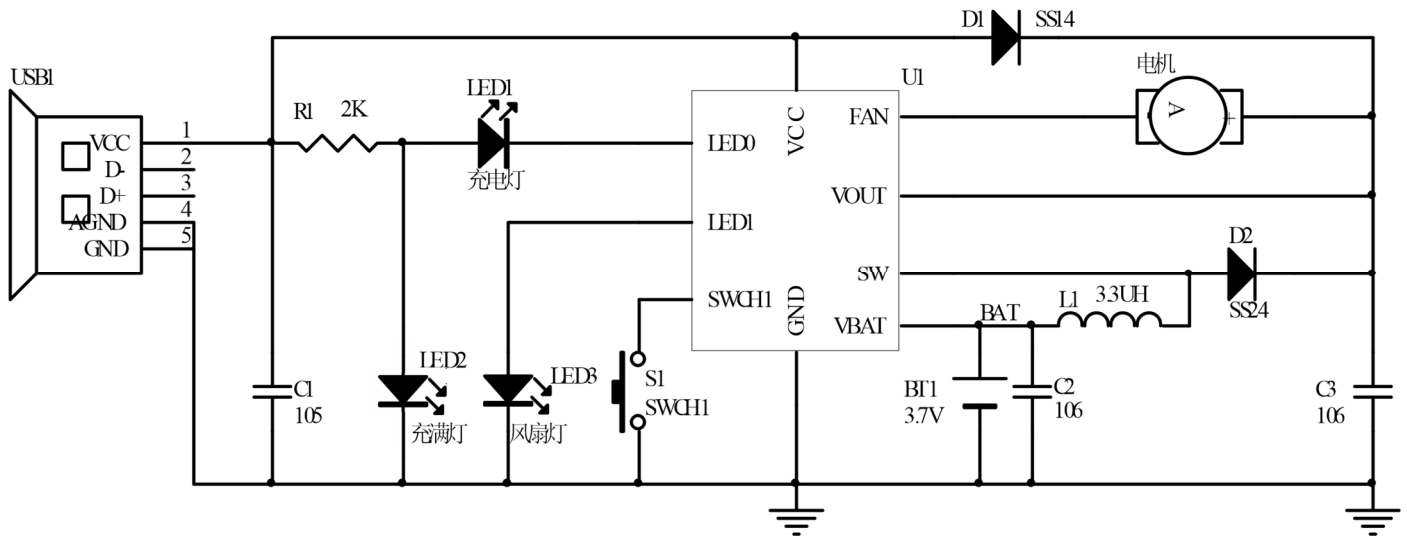 D1
SS14
USB1
VCC 1
D- 2
D+ 3
AGND 4
GND 5
R1
2K
LED1
充电灯
U1
电机
A
+
LED0
VCC
FAN
LED1
VOUT
SWCH1
GND
SW
VBAT
D2
SS24
BAT
L1
3.3UH
C1
105
LED2
充满灯
LED3
风扇灯
S1
SWCH1
BT1
3.7V
C2
106
C3
106